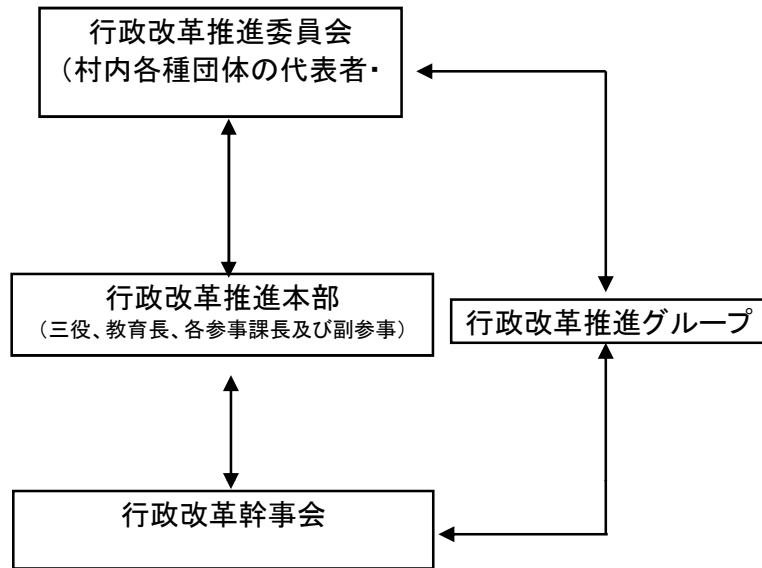 行政改革推進委員会
（村内各種団体の代表者・
行政改革推進本部
（三役、教育長、各参事課長及び副参事）
行政改革推進グループ
行政改革幹事会